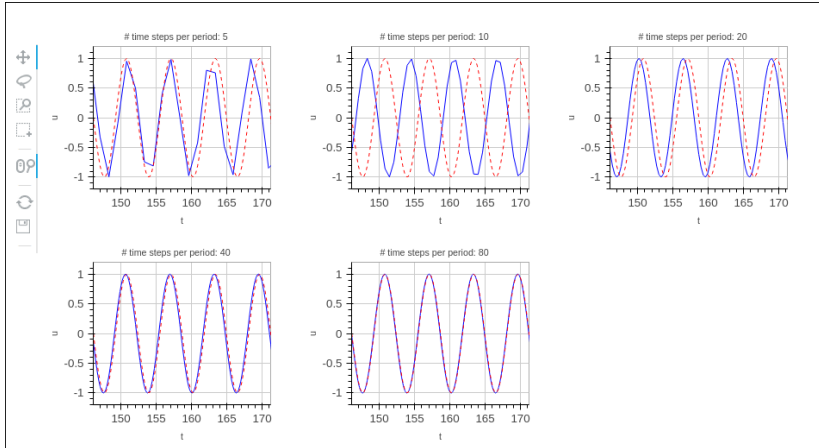 # time steps per period: 5
# time steps per period: 10
# time steps per period: 20
1
0.5
0
-0.5
-1
u
150 155 160 165 170
t
1
0.5
0
-0.5
-1
u
150 155 160 165 170
t
1
0.5
0
-0.5
-1
u
150 155 160 165 170
t
# time steps per period: 40
# time steps per period: 80
1
0.5
0
-0.5
-1
u
150 155 160 165 170
t
1
0.5
0
-0.5
-1
u
150 155 160 165 170
t